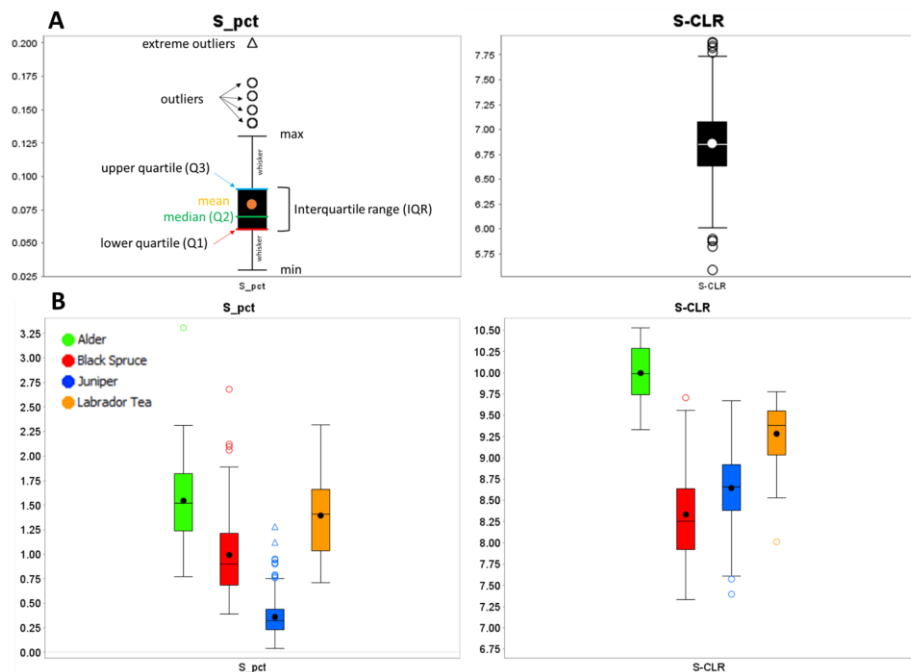 A
S_pct
0.200
0.175
0.150
0.125
0.100
0.075
0.050
0.025
extreme outliers
outliers
max
whisker
upper quartile (Q3)
mean
median (Q2)
Interquartile range (IQR)
lower quartile (Q1)
whisker
min
S_pct
S-CLR
7.75
7.50
7.25
7.00
6.75
6.50
6.25
6.00
5.75
S-CLR
B
S_pct
3.25
3.00
2.75
2.50
2.25
2.00
1.75
1.50
1.25
1.00
0.75
0.50
0.25
0.00
Alder
Black Spruce
Juniper
Labrador Tea
S_pct
S-CLR
10.50
10.25
10.00
9.75
9.50
9.25
9.00
8.75
8.50
8.25
8.00
7.75
7.50
7.25
7.00
6.75
S-CLR